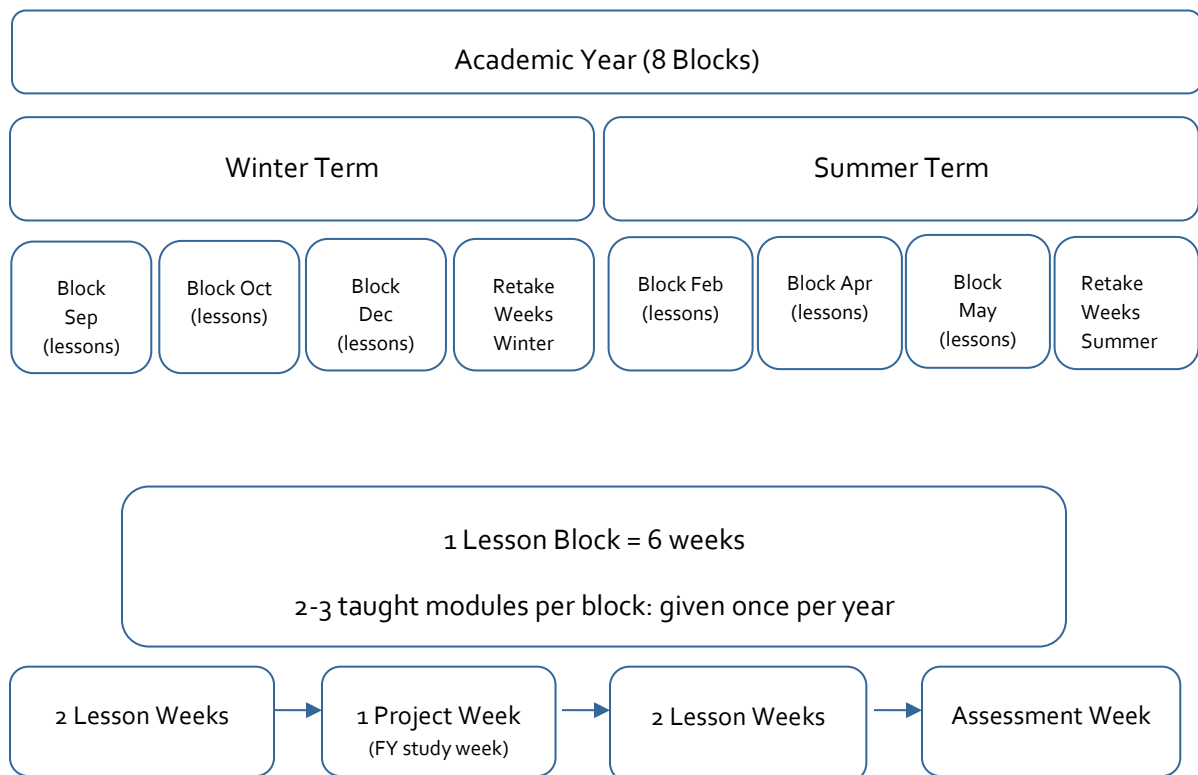 Academic Year (8 Blocks)
Winter Term
Summer Term
Block
Sep
(lessons)
Block Oct
(lessons)
Block
Dec
(lessons)
Retake
Weeks
Winter
Block Feb
(lessons)
Block Apr
(lessons)
Block
May
(lessons)
Retake
Weeks
Summer
1 Lesson Block = 6 weeks
2-3 taught modules per block: given once per year
2 Lesson Weeks
1 Project Week
(FY study week)
2 Lesson Weeks
Assessment Week